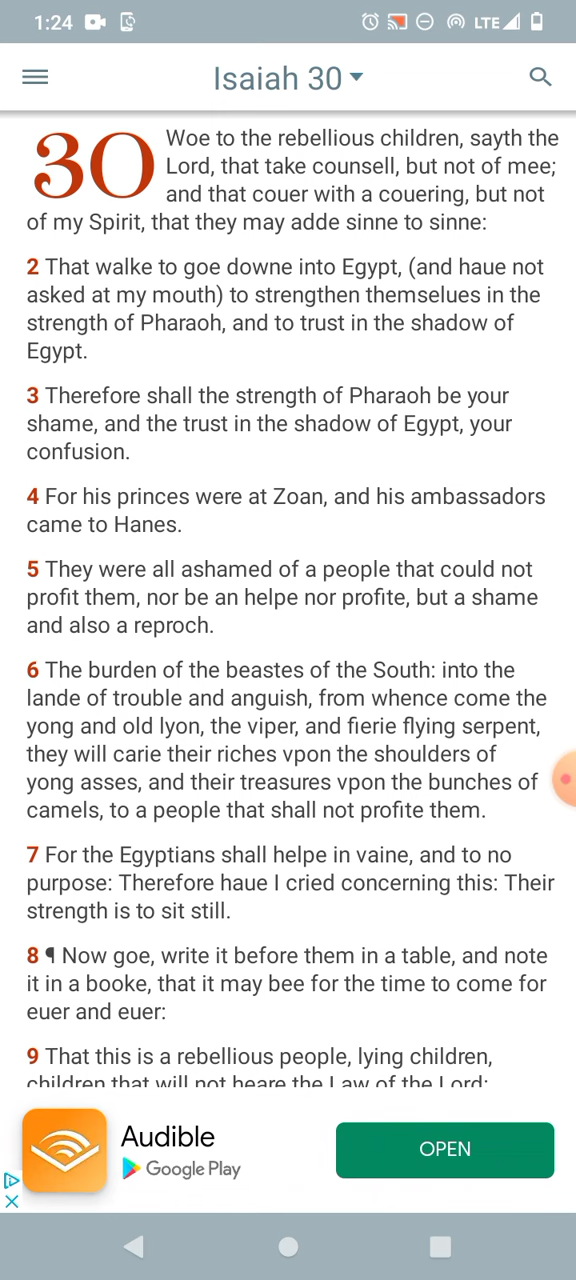 1:24
LTE
Isaiah 30
30 Woe to the rebellious children, sayth the
Lord, that take counsell, but not of mee;
and that couer with a couering, but not
of my Spirit, that they may adde sinne to sinne:
2 That walke to goe downe into Egypt, (and haue not
asked at my mouth) to strengthen themselues in the
strength of Pharaoh, and to trust in the shadow of
Egypt.
3 Therefore shall the strength of Pharaoh be your
shame, and the trust in the shadow of Egypt, your
confusion.
4 For his princes were at Zoan, and his ambassadors
came to Hanes.
5 They were all ashamed of a people that could not
profit them, nor be an helpe nor profite, but a shame
and also a reproch.
6 The burden of the beastes of the South: into the
lande of trouble and anguish, from whence come the
yong and old lyon, the viper, and fierie flying serpent,
they will carie their riches vpon the shoulders of
yong asses, and their treasures vpon the bunches of
camels, to a people that shall not profite them.
7 For the Egyptians shall helpe in vaine, and to no
purpose: Therefore haue I cried concerning this: Their
strength is to sit still.
8 ¶ Now goe, write it before them in a table, and note
it in a booke, that it may bee for the time to come for
euer and euer:
9 That this is a rebellious people, lying children,
children that will not heare the Law of the Lord:
Audible
Google Play
OPEN